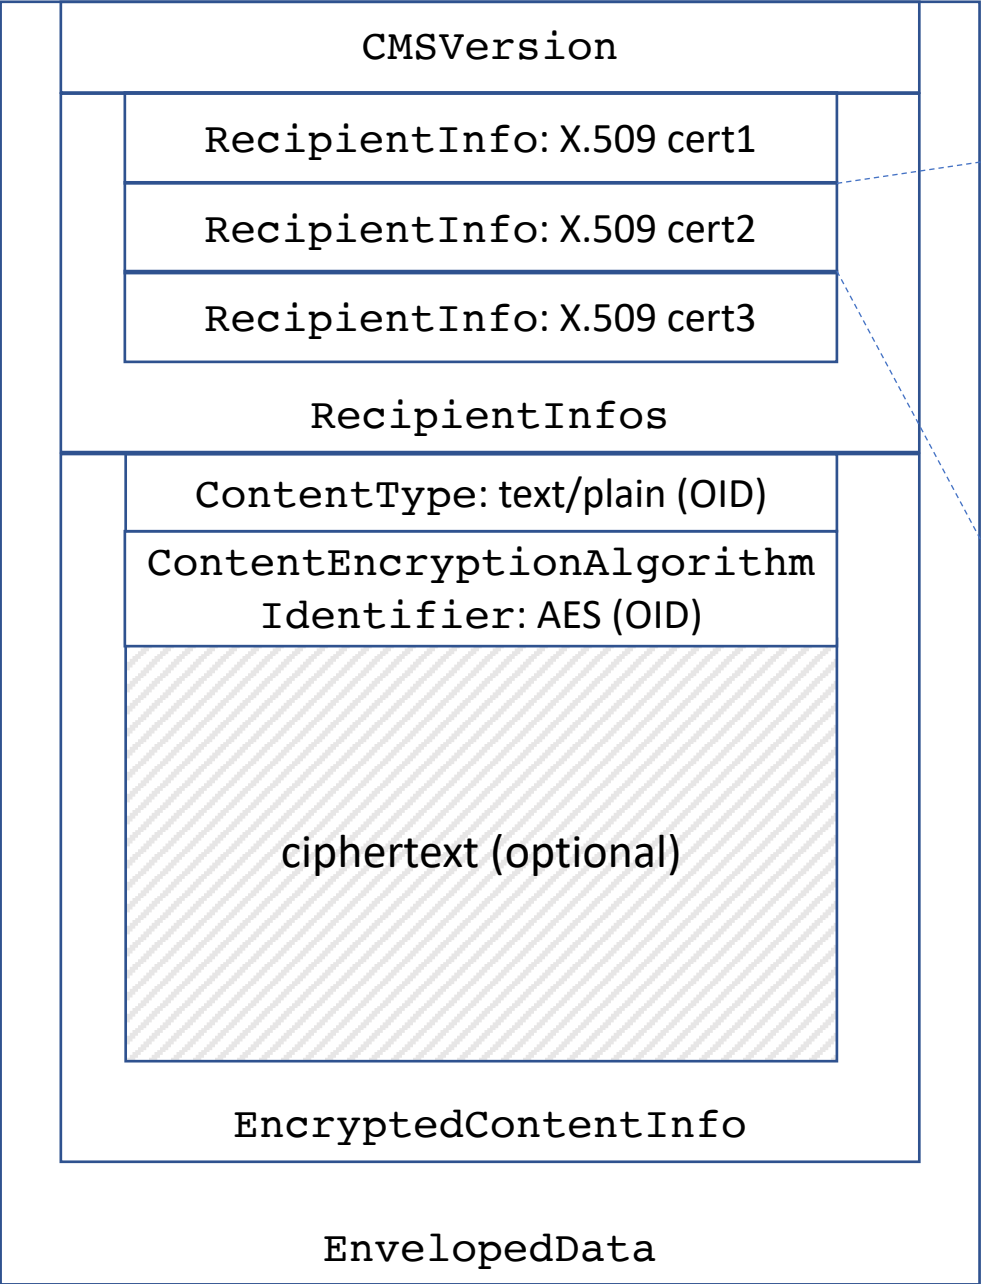 CMSVersion
RecipientInfo: X.509 cert1
RecipientInfo: X.509 cert2
RecipientInfo: X.509 cert3
RecipientInfos
ContentType: text/plain (OID)
ContentEncryptionAlgorithm
Identifier: AES (OID)
ciphertext (optional)
EncryptedContentInfo
EnvelopedData